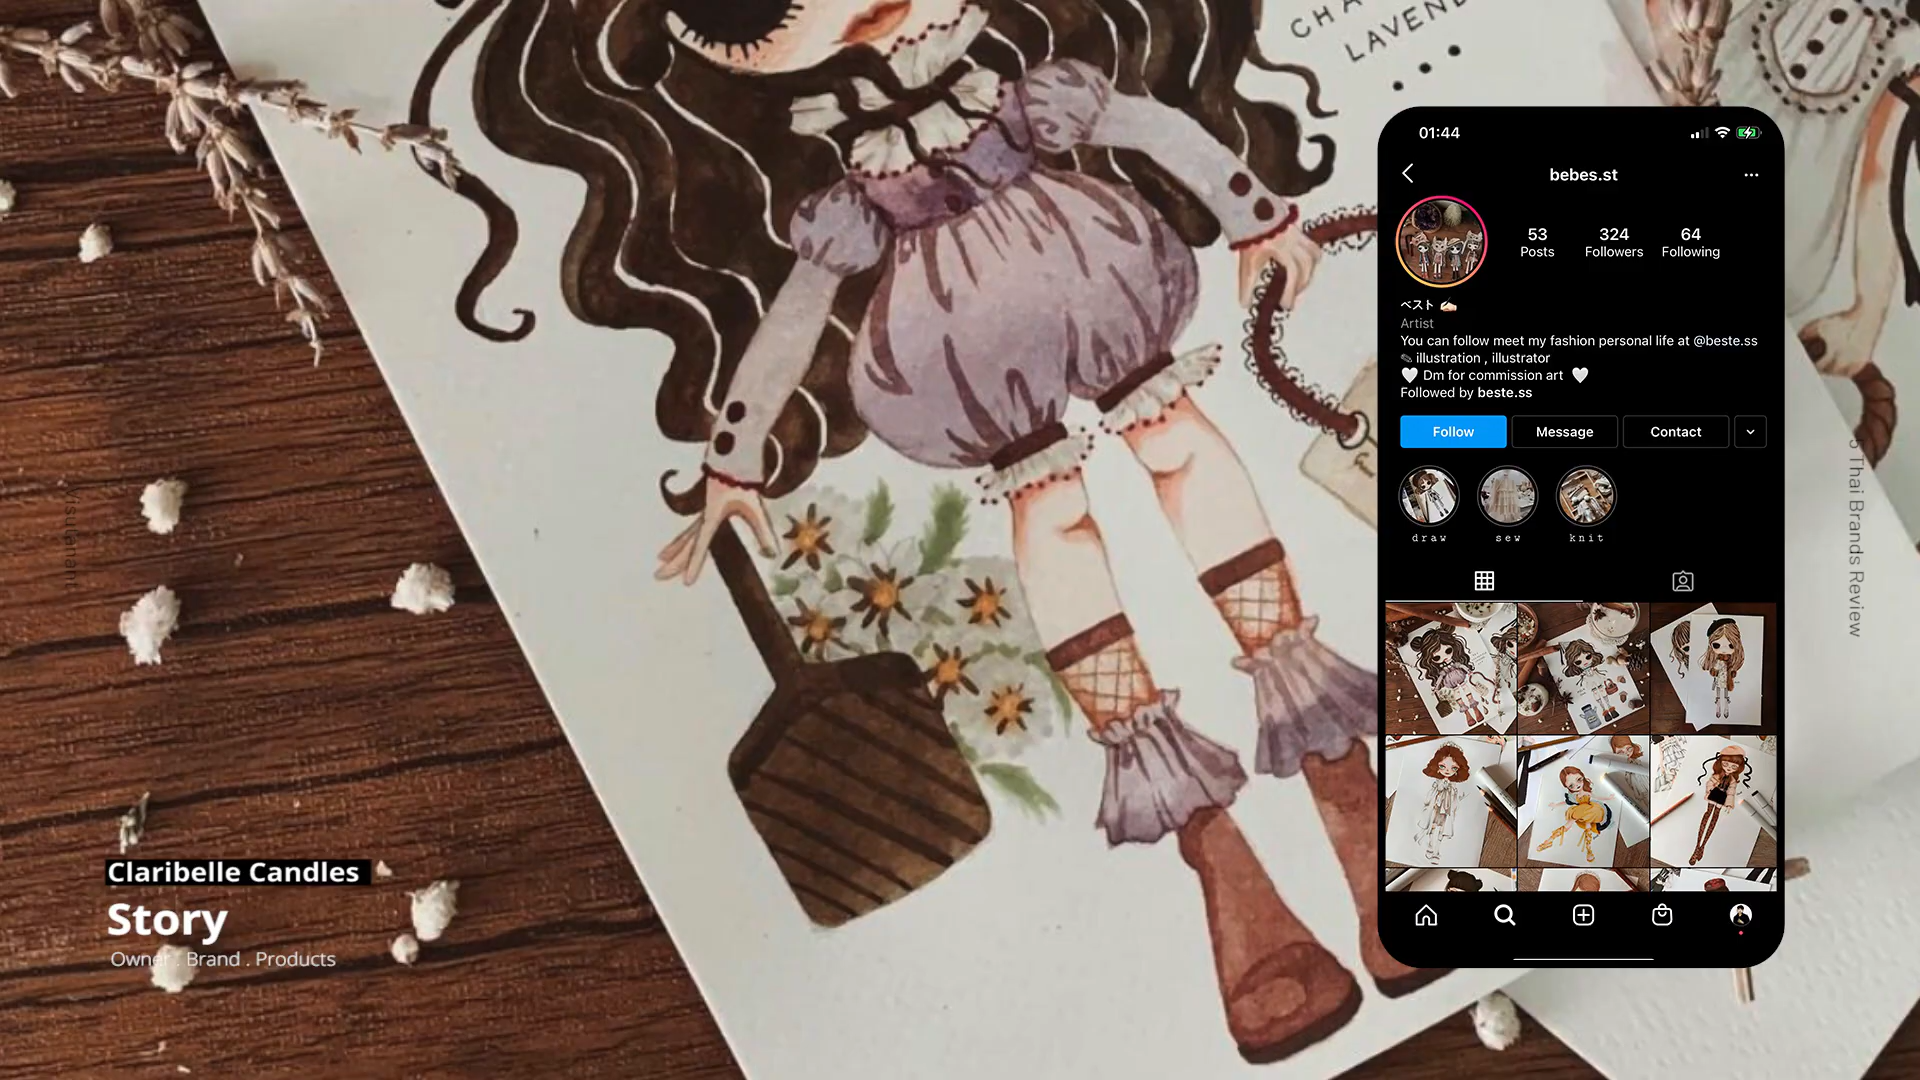 LAVEN
01:44
bebes.st
53 324 64
Posts Followers Following
ベスト
Artist
You can follow meet my fashion personal life at @beste.ss
illustration , illustrator
Dm for commission art
Followed by beste.ss
Follow Message Contact
draw sew knit
5 Thai Brands Review
Claribelle Candles
Story
Owner . Brand . Products